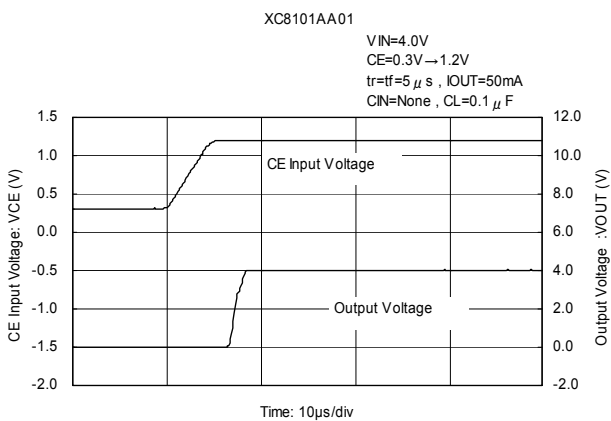 XC8101AA01
VIN=4.0V
CE=0.3V→1.2V
tr=tf=5μs , IOUT=50mA
CIN=None , CL=0.1μF
CE Input Voltage: VCE (V)
1.5
1.0
0.5
0.0
-0.5
-1.0
-1.5
-2.0
CE Input Voltage
Output Voltage
12.0
10.0
8.0
6.0
4.0
2.0
0.0
-2.0
Output Voltage :VOUT (V)
Time: 10μs/div